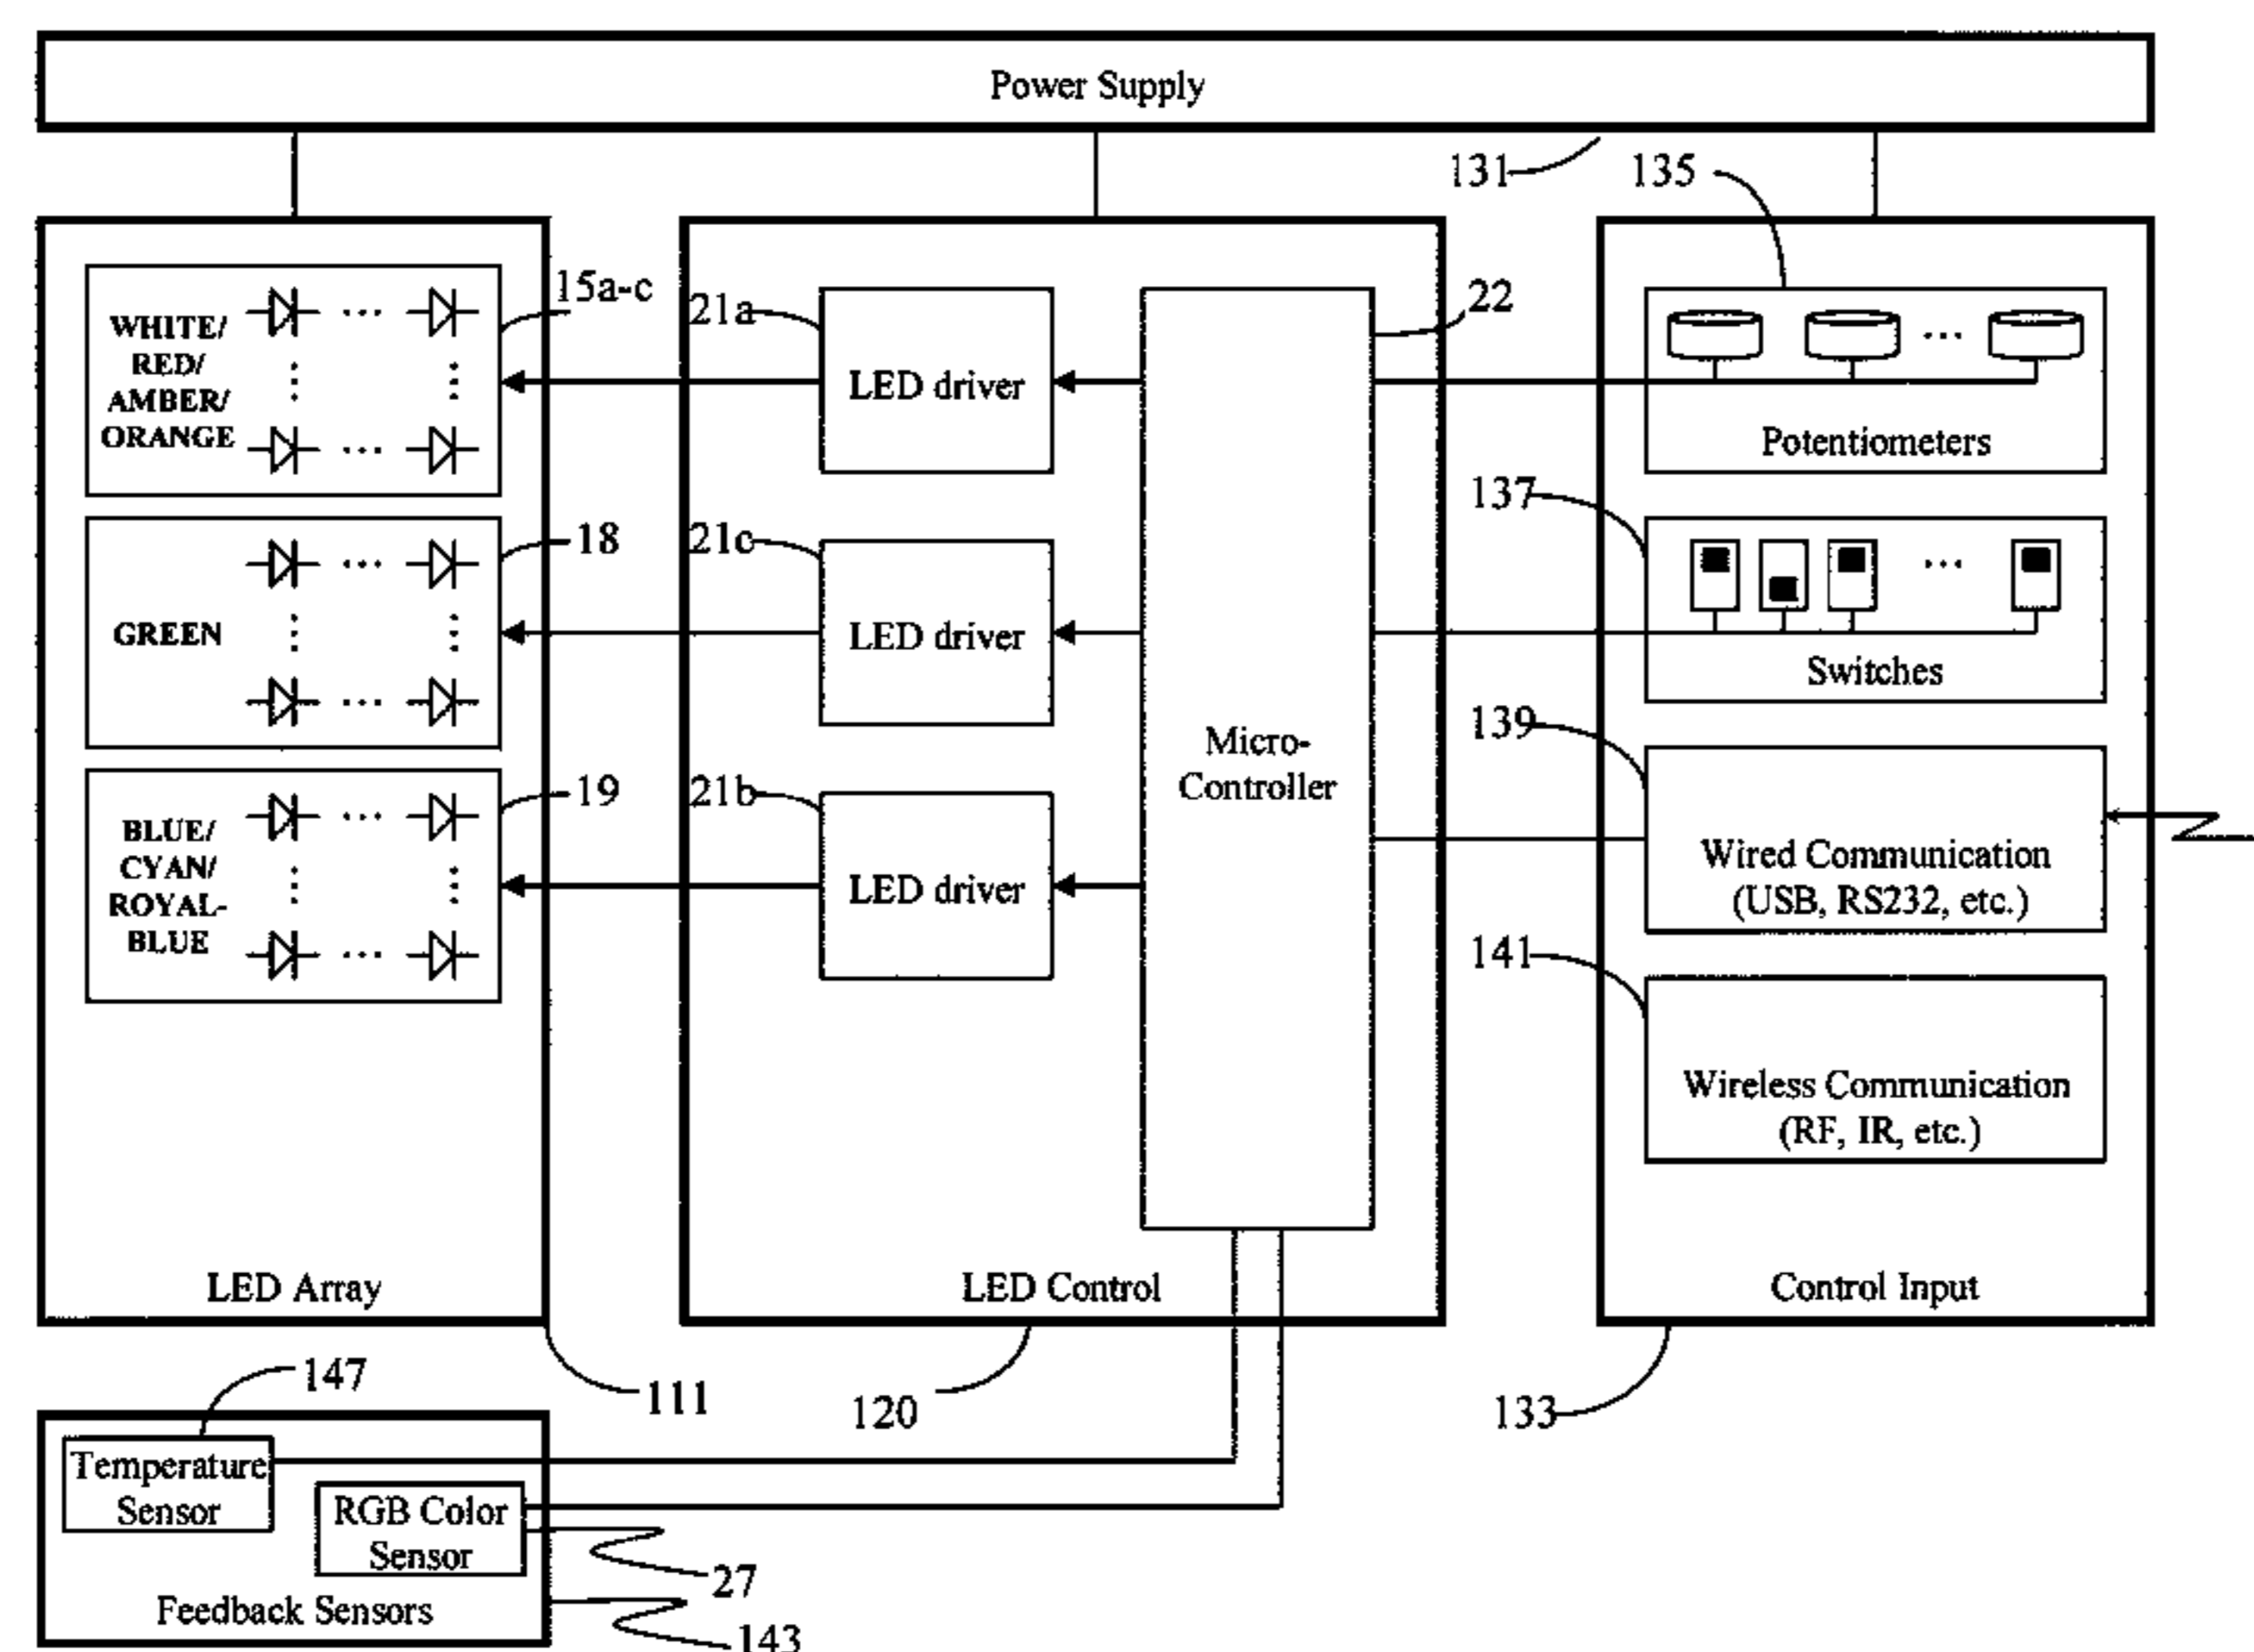 Power Supply
131
135
WHITE/
RED/
AMBER/
ORANGE
...
...
15a-c
21a
LED driver
22
...
Potentiometers
GREEN
...
...
18
21c
LED driver
137
...
Switches
BLUE/
CYAN/
ROYAL-
BLUE
...
...
19
21b
LED driver
Micro-
Controller
139
Wired Communication
(USB, RS232, etc.)
141
Wireless Communication
(RF, IR, etc.)
LED Array
LED Control
Control Input
111
120
133
147
Temperature
Sensor
RGB Color
Sensor
27
Feedback Sensors
143